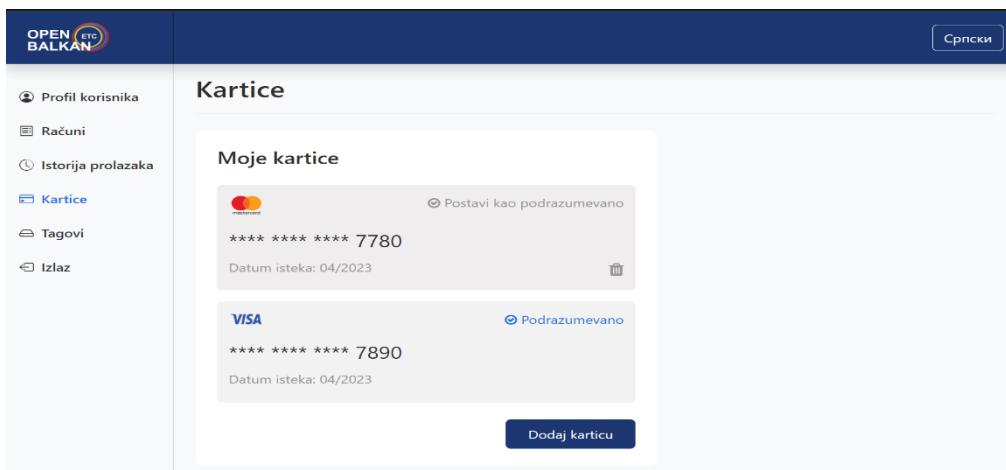 OPEN ETC
BALKAN
Српски
Profil korisnika
Računi
Istorija prolazaka
Kartice
Tagovi
Izlaz
Kartice
Moje kartice
mastercard
Postavi kao podrazumevano
**** **** **** 7780
Datum isteka: 04/2023
VISA
Podrazumevano
**** **** **** 7890
Datum isteka: 04/2023
Dodaj karticu